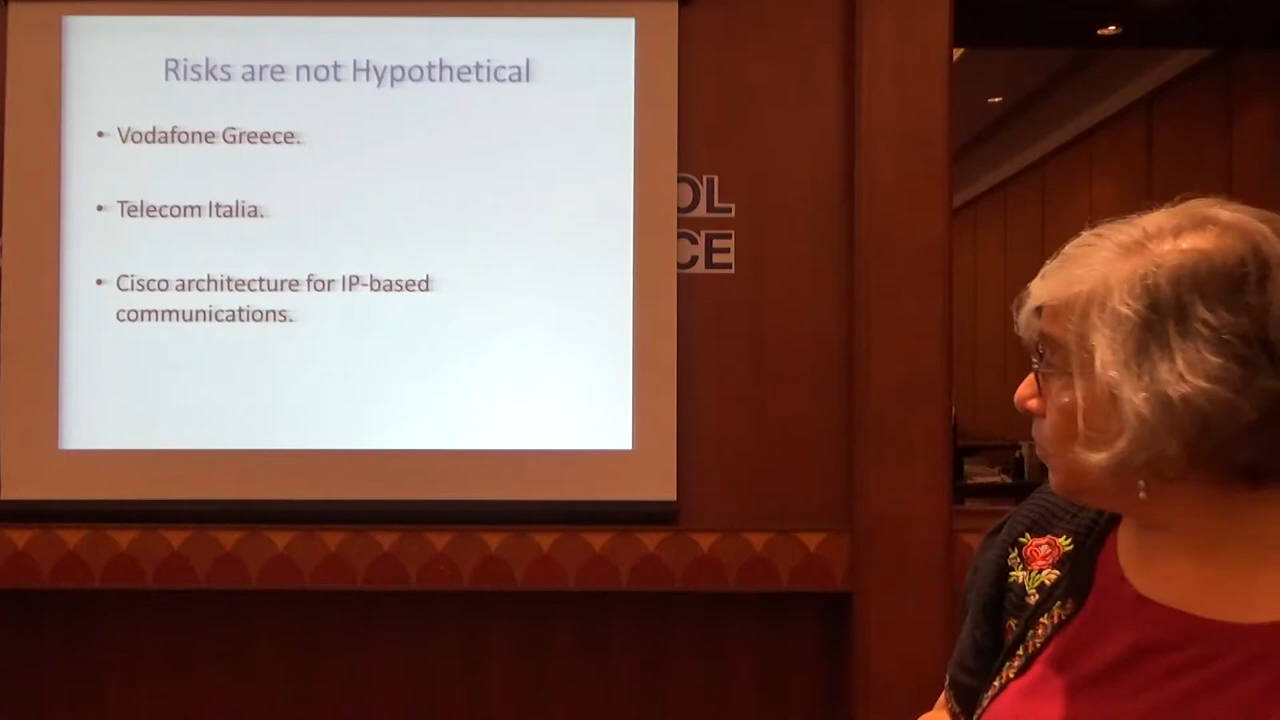 Risks are not Hypothetical
• Vodafone Greece.
• Telecom Italia.
• Cisco architecture for IP-based
communications.
OL
CE